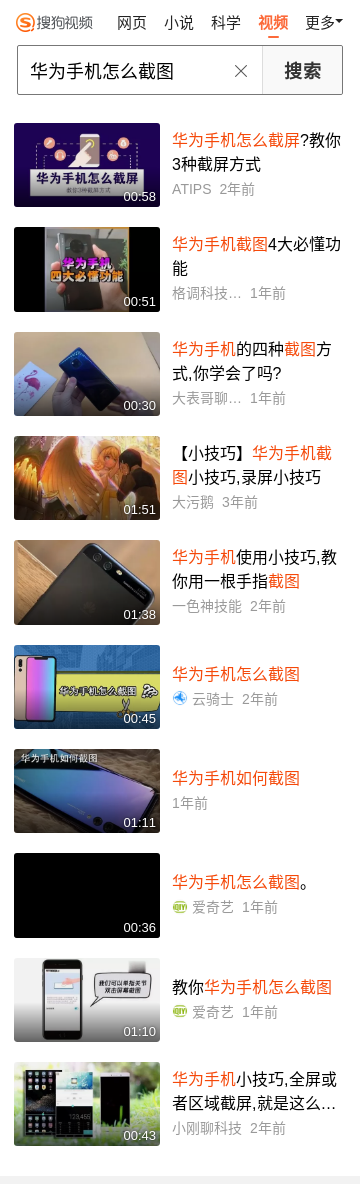 搜狗视频 网页 小说 科学 视频 更多
华为手机怎么截图 搜索
华为手机怎么截屏
教你3种截屏方式
00:58
华为手机怎么截屏?教你
3种截屏方式
ATIPS 2年前
华为手机
四大必懂功能
00:51
华为手机截图4大必懂功
能
格调科技… 1年前
00:30
华为手机的四种截图方
式,你学会了吗?
大表哥聊… 1年前
01:51
【小技巧】华为手机截
图小技巧,录屏小技巧
大污鹅 3年前
01:38
华为手机使用小技巧,教
你用一根手指截图
一色神技能 2年前
华为手机怎么截图
00:45
华为手机怎么截图
云骑士 2年前
华为手机如何截图
01:11
华为手机如何截图
1年前
00:36
华为手机怎么截图。
爱奇艺 1年前
我们可以单指关节
双击屏幕截图
01:10
教你华为手机怎么截图
爱奇艺 1年前
00:43
华为手机小技巧,全屏或
者区域截屏,就是这么…
小刚聊科技 2年前